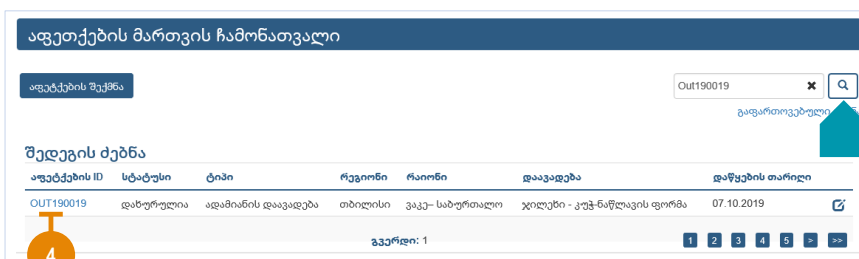 აფეთქების მართვის ჩამონათვალი
აფეტქების შექმნა
Out190019
გაფართოვებული
შედეგის ძებნა
აფეტქების ID სტატუსი ტიპი რეგიონი რაიონი დაავადება დაწყების თარიღი
OUT190019 დახურულია ადამიანის დაავადება თბილისი ვაკე– საბურთალო ჯილეხი - კუჭ-ნაწლავის ფორმა 07.10.2019
გვერდი: 1 1 2 3 4 5 > >>
4